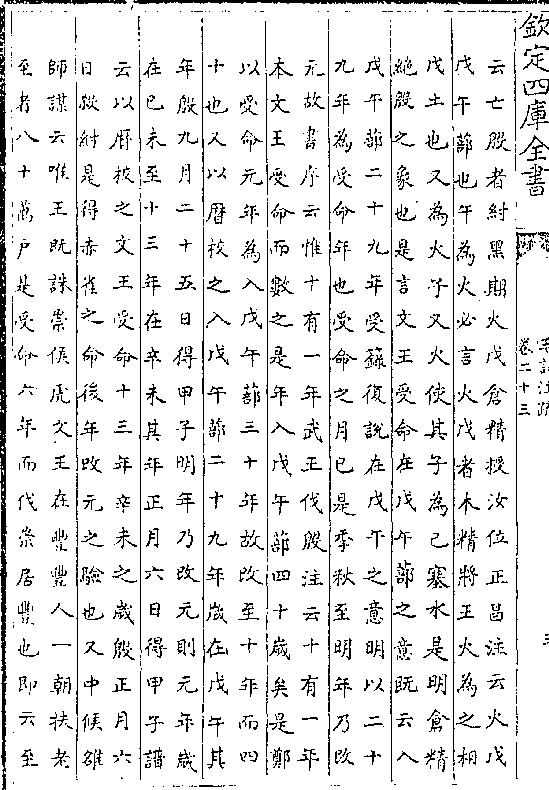 欽定四庫全書
毛詩注疏
卷二十三
云亡殷者紂黑期火戊倉精授汝位正昌注云火戊
戊午蔀也午為火必言火戊者木精將王火為之相
戊土也又為火子又火使其子為己塞水是明倉精
絶殷之象也是言文王受命在戊午蔀之意既云入
戊午蔀二十九年受籙復說在戊午之意明以二十
九年為受命年也受命之月已是季秋至明年乃改
元故書序云惟十有一年武王伐殷注云十有一年
本文王受命而數之是年入戊午蔀四十歲矣是鄭
以受命元年為入戊午蔀三十年故改至十年而四
十也又以曆校之入戊午蔀二十九年歲在戊午其
年殷九月二十五日得甲子明年乃改元則元年歲
在已未至十三年在辛未其年正月六日得甲子譜
云以曆校之文王受命十三年辛未之歲殷正月六
日殺紂是得赤雀之命後年改元之驗也又中候雒
師謀云唯王既誅崇侯虎文王在豐豐人一朝扶老
至者八十萬户是受命六年而伐崇居豐也即云至